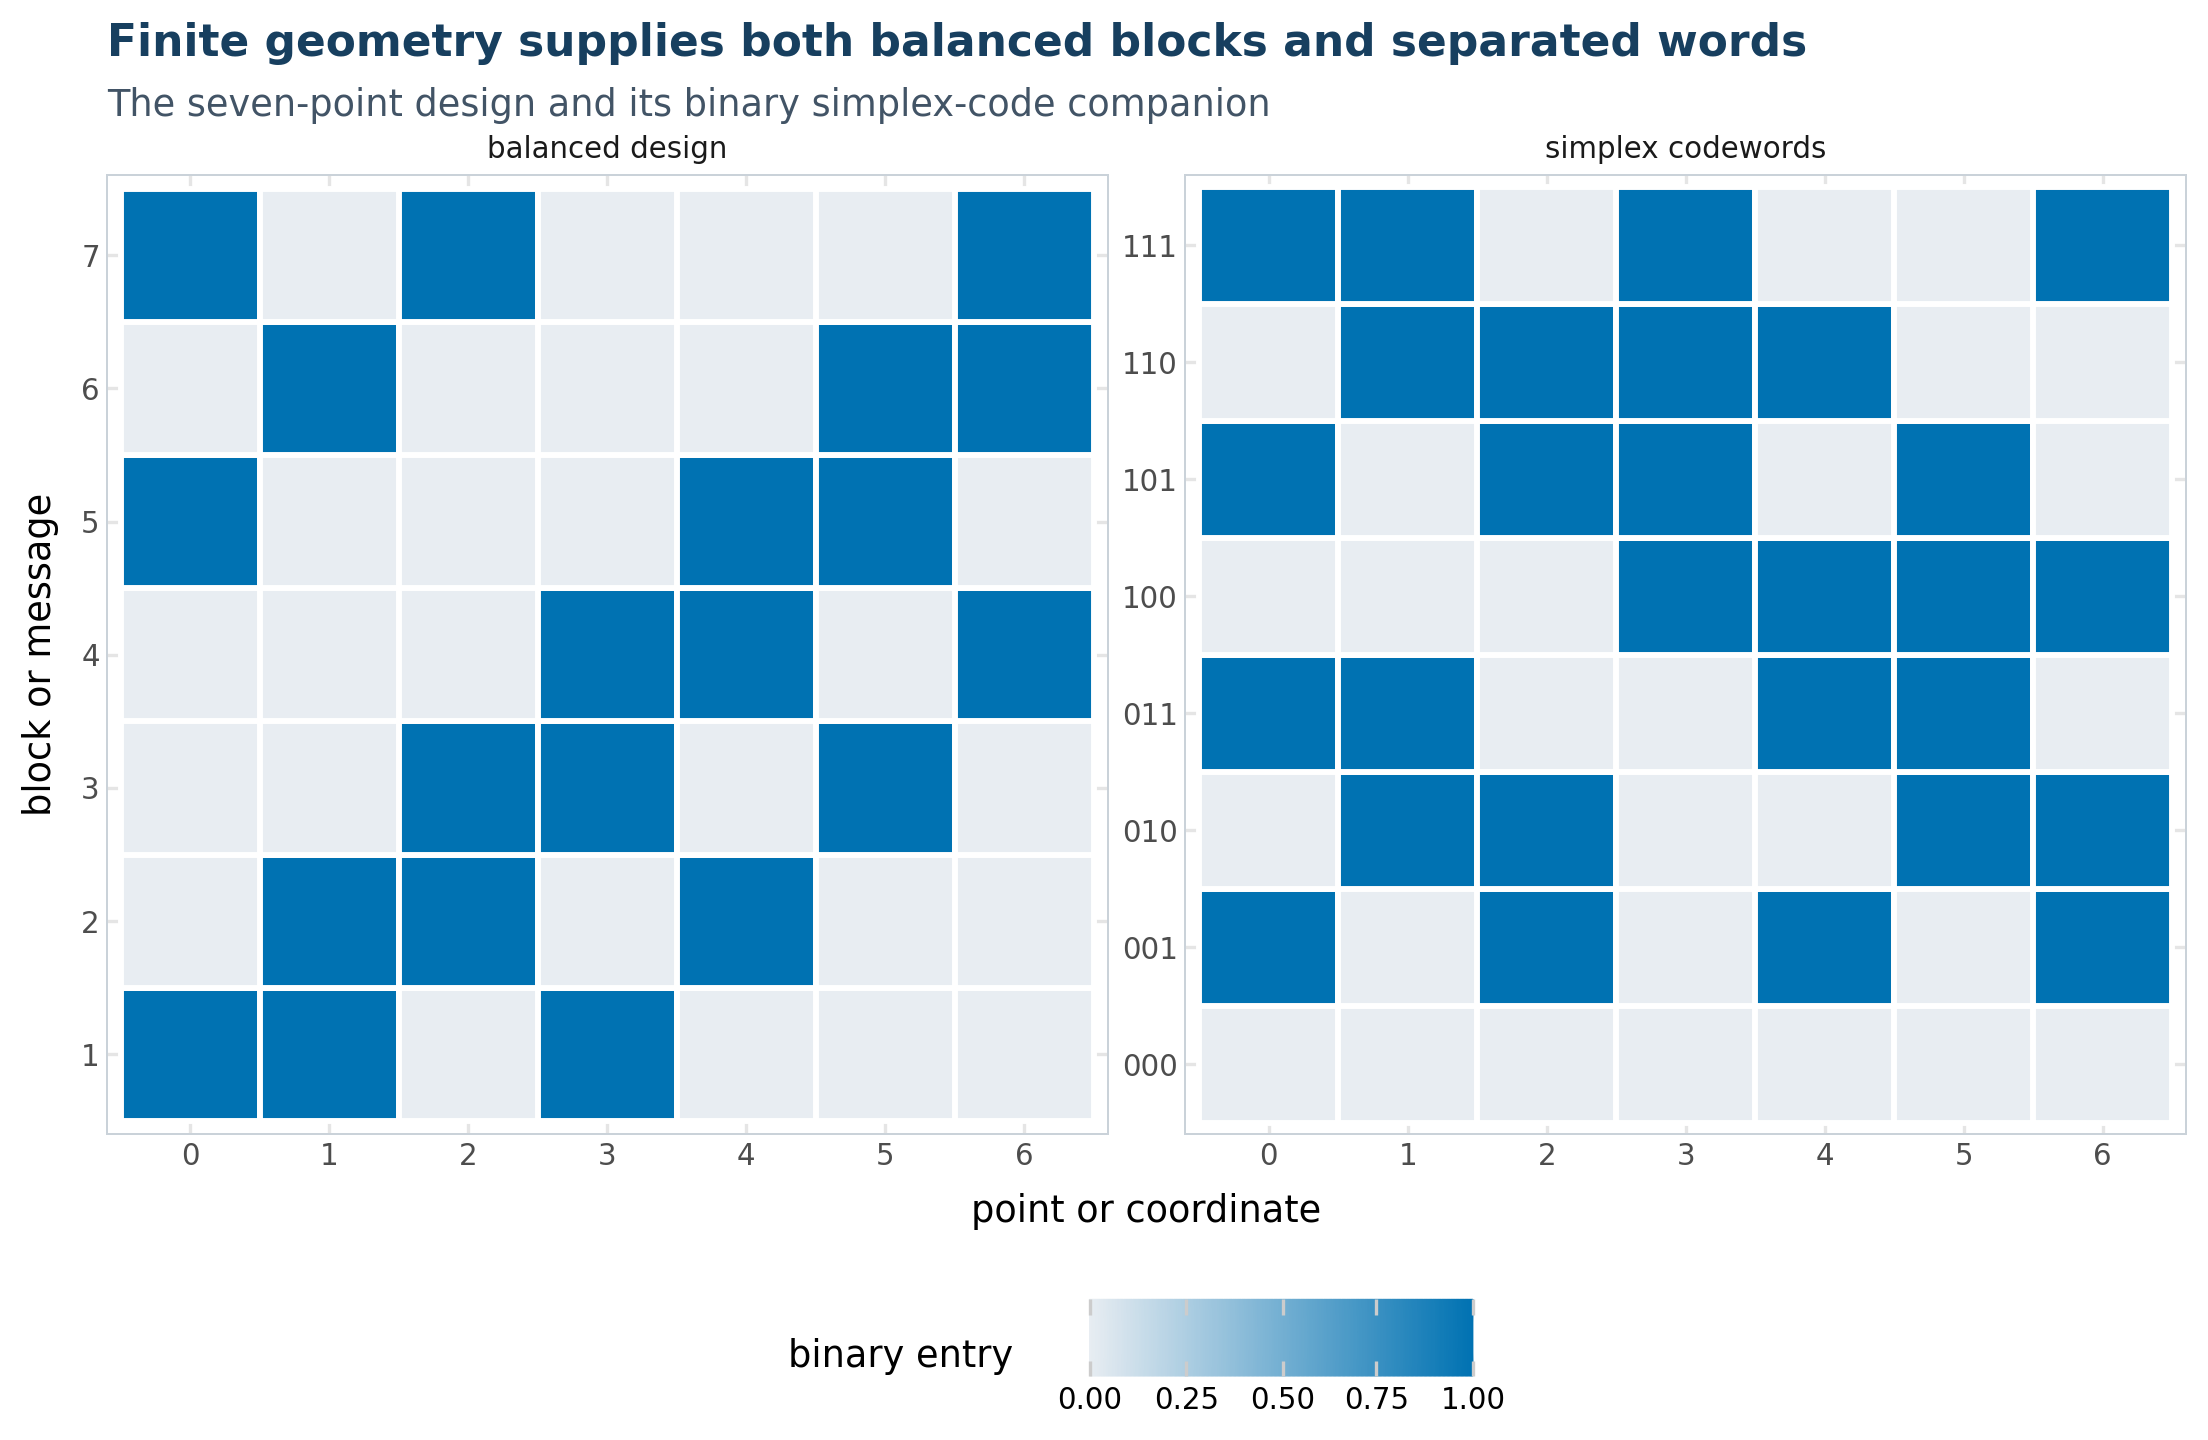 Finite geometry supplies both balanced blocks and separated words
The seven-point design and its binary simplex-code companion
balanced design
simplex codewords
block or message
7
6
5
4
3
2
1
111
110
101
100
011
010
001
000
0 1 2 3 4 5 6
0 1 2 3 4 5 6
point or coordinate
binary entry
0.00 0.25 0.50 0.75 1.00